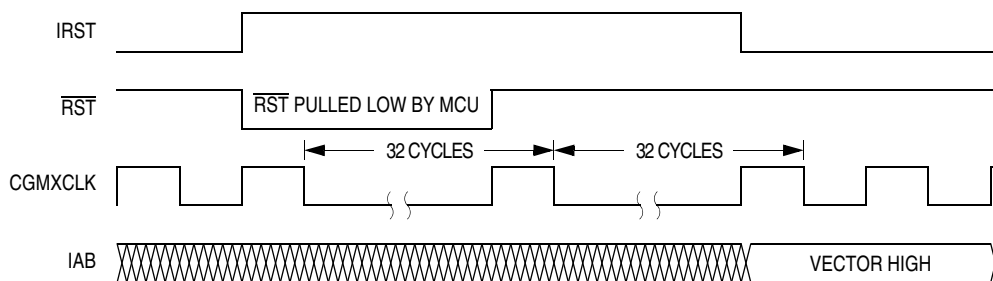 IRST
RST
RST PULLED LOW BY MCU
32 CYCLES
32 CYCLES
CGMXCLK
IAB
VECTOR HIGH